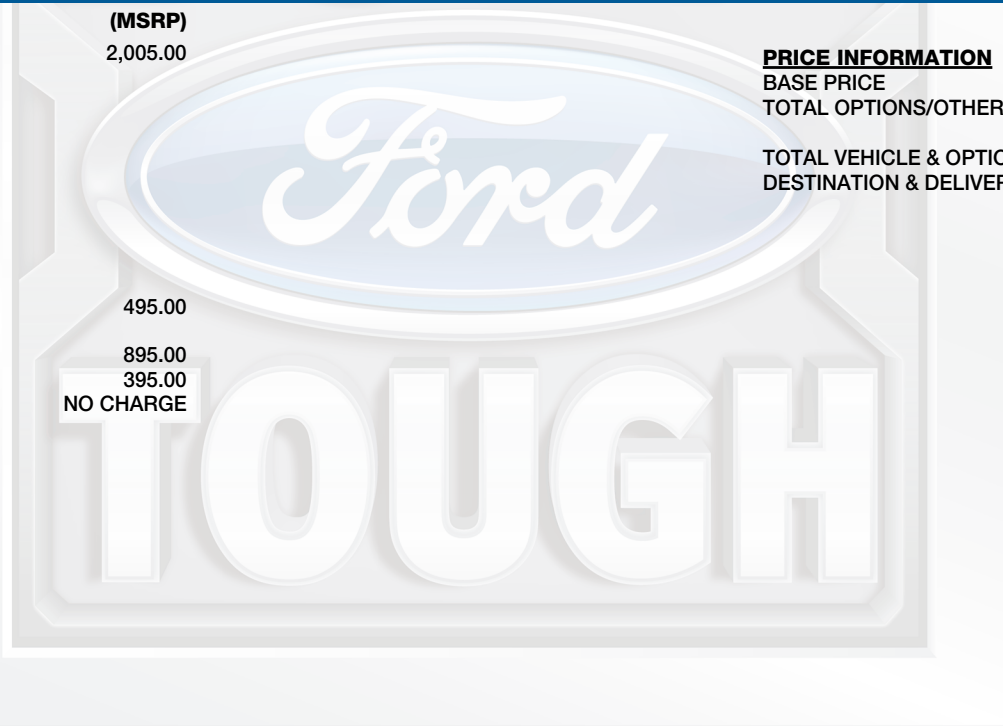 (MSRP)
2,005.00
495.00
895.00
395.00
NO CHARGE
PRICE INFORMATION
BASE PRICE
TOTAL OPTIONS/OTHER
TOTAL VEHICLE & OPTIO
DESTINATION & DELIVER
Ford
TOUGH